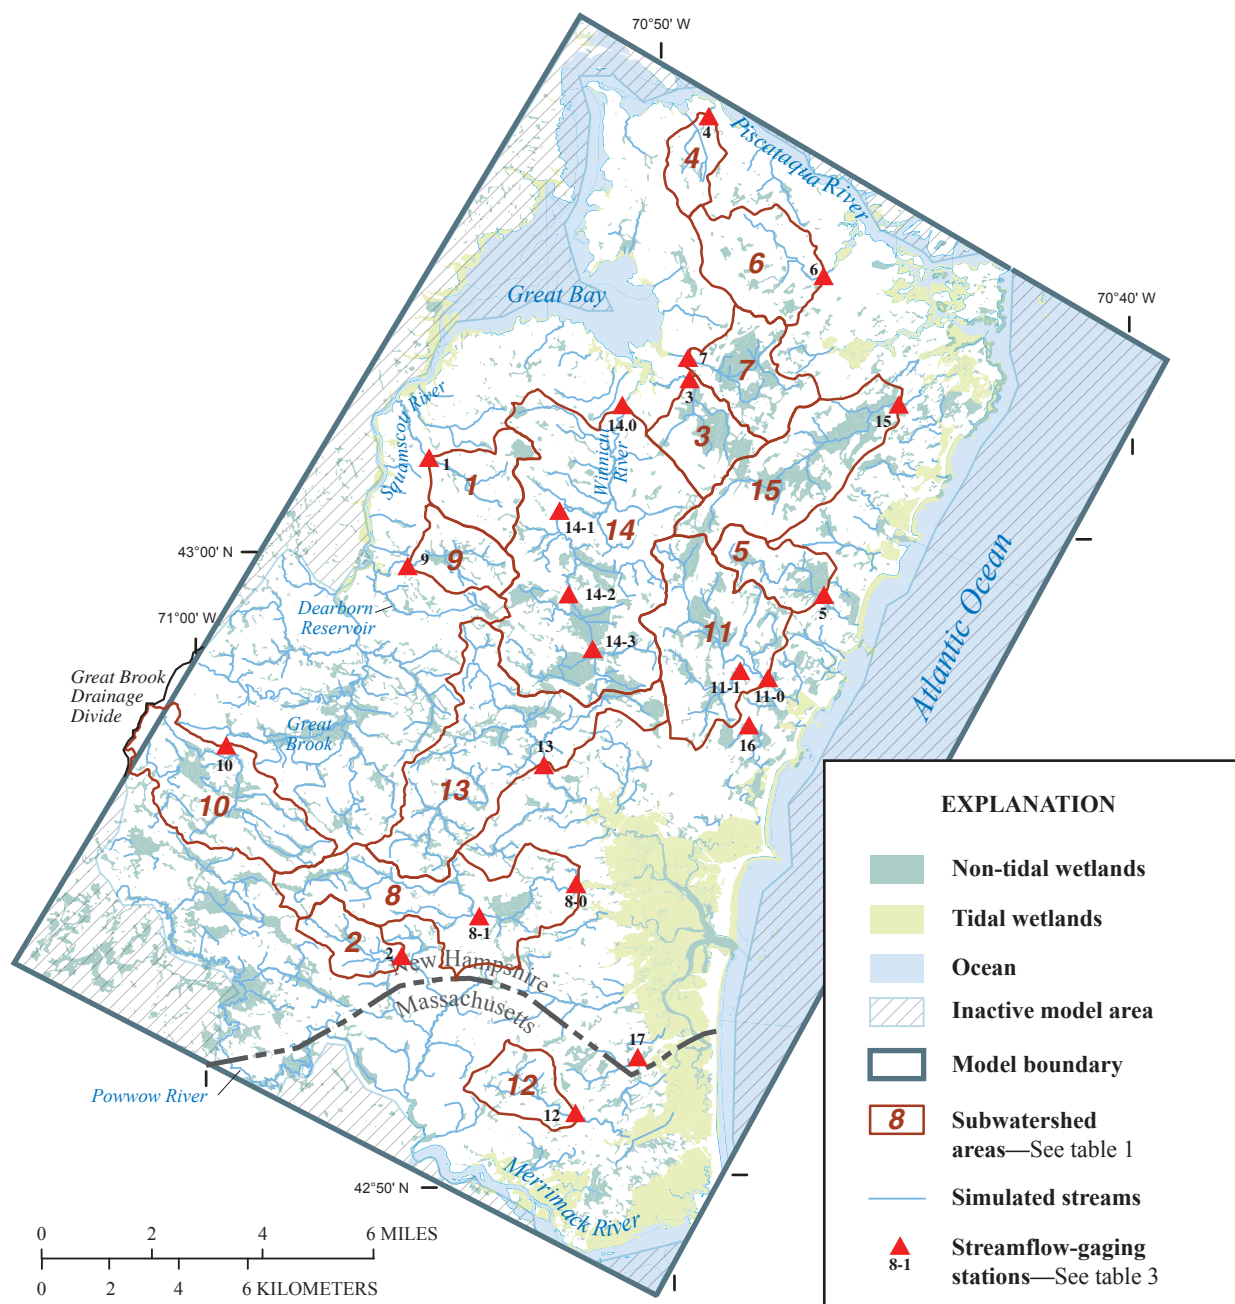 70°50' W
4
4
Piscataqua River
6
6
Great Bay
70°40' W
7
7
3
3
14.0
15
15
Squamscott River
Winnicut
River
1
1
14-1
14
43°00' N
9
9
5
5
14-2
Dearborn
Reservoir
71°00' W
14-3
11
11-1
11-0
16
Atlantic Ocean
Great Brook
Drainage
Divide
Great
Brook
10
10
13
13
8
8-0
8-1
2
2
New Hampshire
Massachusetts
17
12
12
Powwow River
42°50' N
Merrimack River
0 2 4 6 MILES
0 2 4 6 KILOMETERS
EXPLANATION
Non-tidal wetlands
Tidal wetlands
Ocean
Inactive model area
Model boundary
8
Subwatershed
areas—See table 1
Simulated streams
8-1
Streamflow-gaging
stations—See table 3